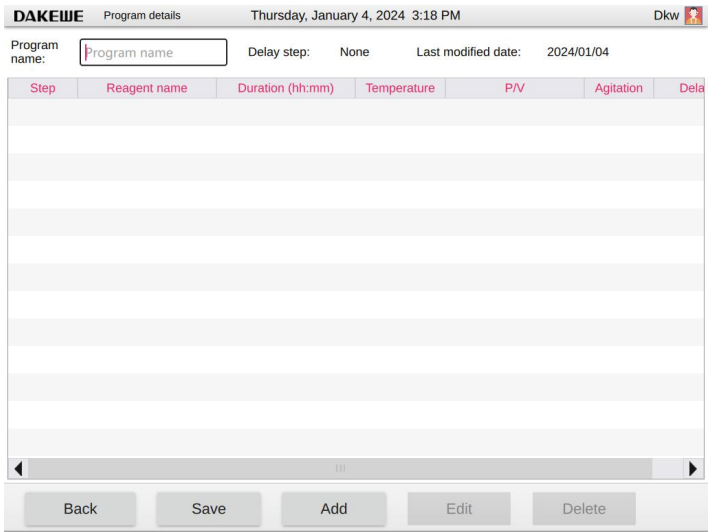 DAKEWE Program details Thursday, January 4, 2024 3:18 PM Dkw
Program name: Program name Delay step: None Last modified date: 2024/01/04
Step Reagent name Duration (hh:mm) Temperature P/V Agitation Dela
Back Save Add Edit Delete